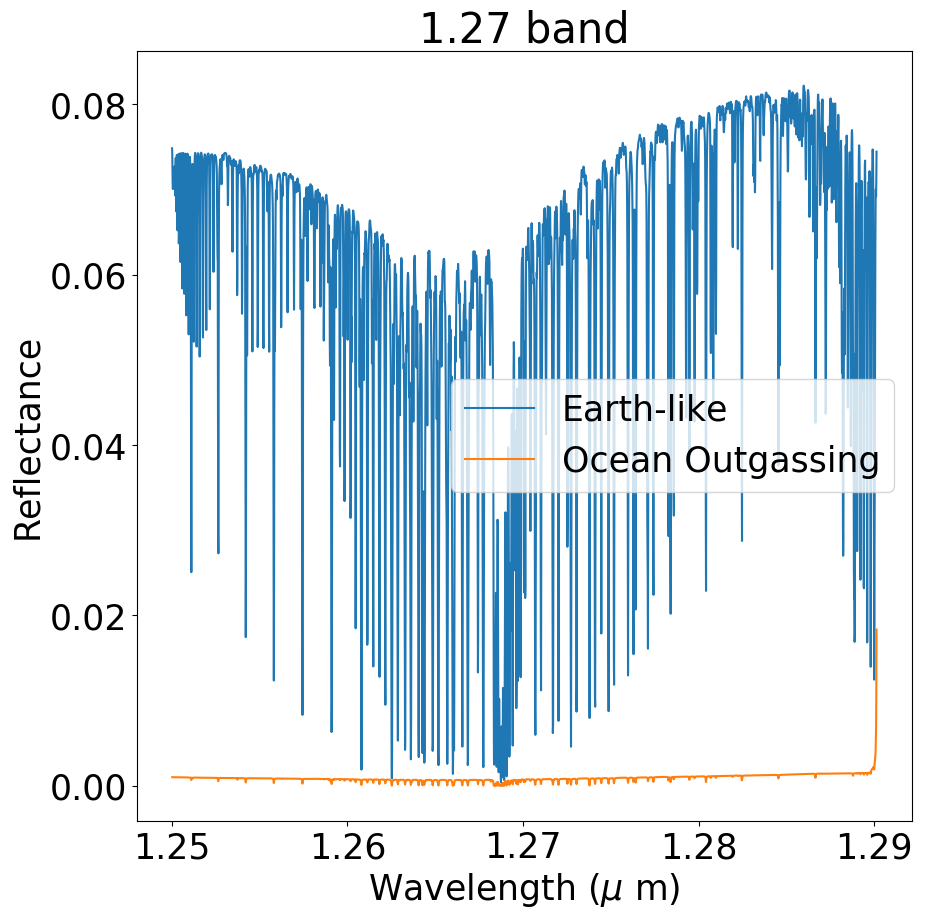 1.27 band
0.08
0.06
0.04
0.02
0.00
Reflectance
Earth-like
Ocean Outgassing
1.25
1.26
1.27
1.28
1.29
Wavelength (μ m)